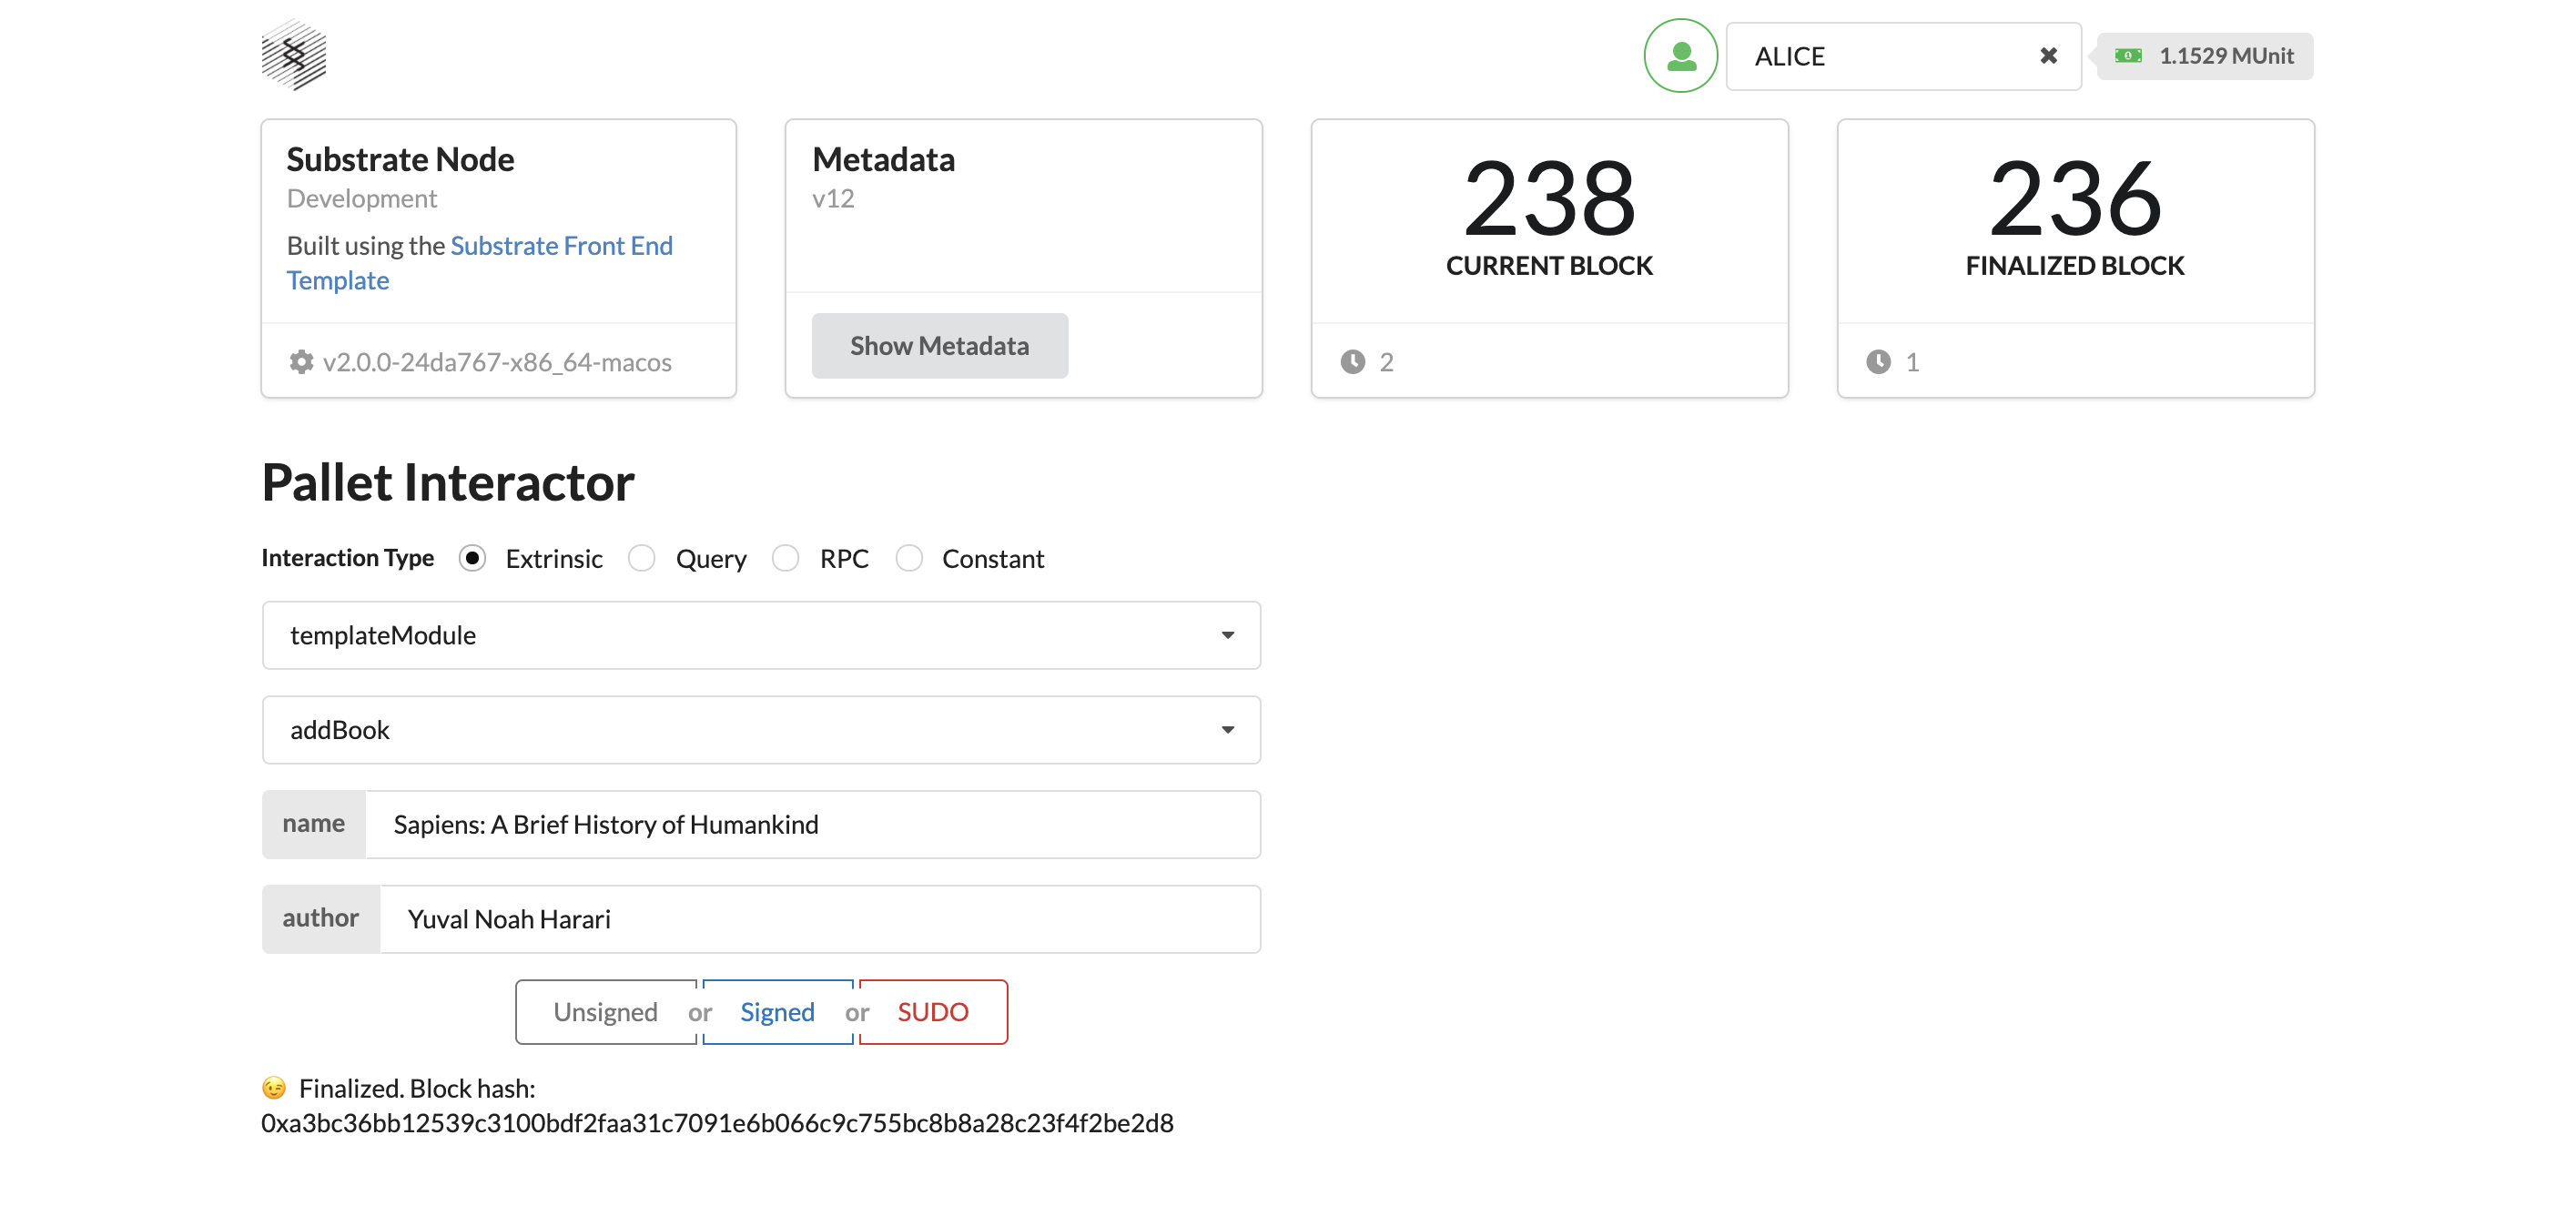 ALICE
1.1529 MUnit
Substrate Node
Development
Built using the Substrate Front End
Template
v2.0.0-24da767-x86_64-macos
Metadata
v12
Show Metadata
238
CURRENT BLOCK
2
236
FINALIZED BLOCK
1
Pallet Interactor
Interaction Type Extrinsic Query RPC Constant
templateModule
addBook
name Sapiens: A Brief History of Humankind
author Yuval Noah Harari
Unsigned or Signed or SUDO
😉 Finalized. Block hash:
0xa3bc36bb12539c3100bdf2faa31c7091e6b066c9c755bc8b8a28c23f4f2be2d8